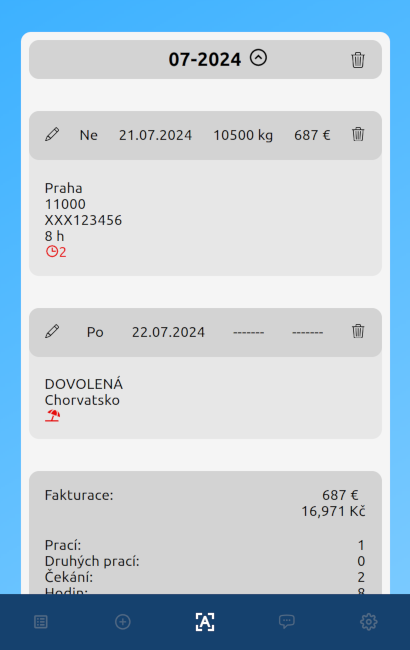 07-2024
Ne 21.07.2024 10500 kg 687 €
Praha
11000
XXX123456
8 h
2
Po 22.07.2024 ------- -------
DOVOLENÁ
Chorvatsko
Fakturace: 687 €
16,971 Kč
Prací: 1
Druhých prací: 0
Čekání: 2
Hodin: 8
A